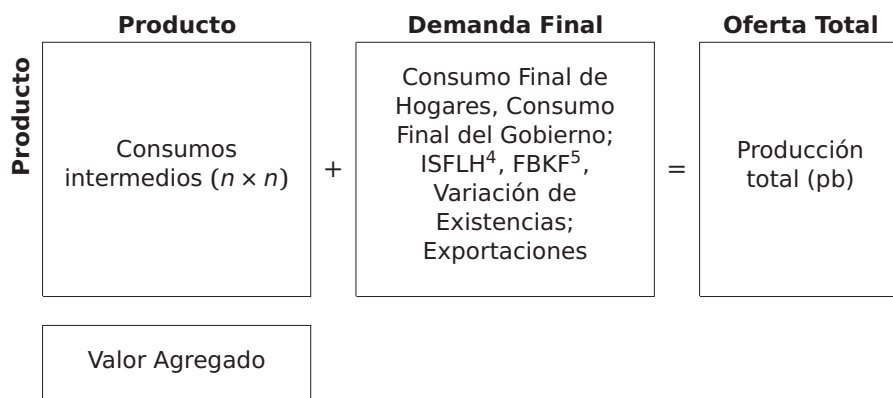 Producto
Demanda Final
Oferta Total
Producto
Consumos
intermedios (n × n)
+
Consumo Final de
Hogares, Consumo
Final del Gobierno;
ISFLH⁴, FBKF⁵,
Variación de
Existencias;
Exportaciones
=
Producción
total (pb)
Valor Agregado